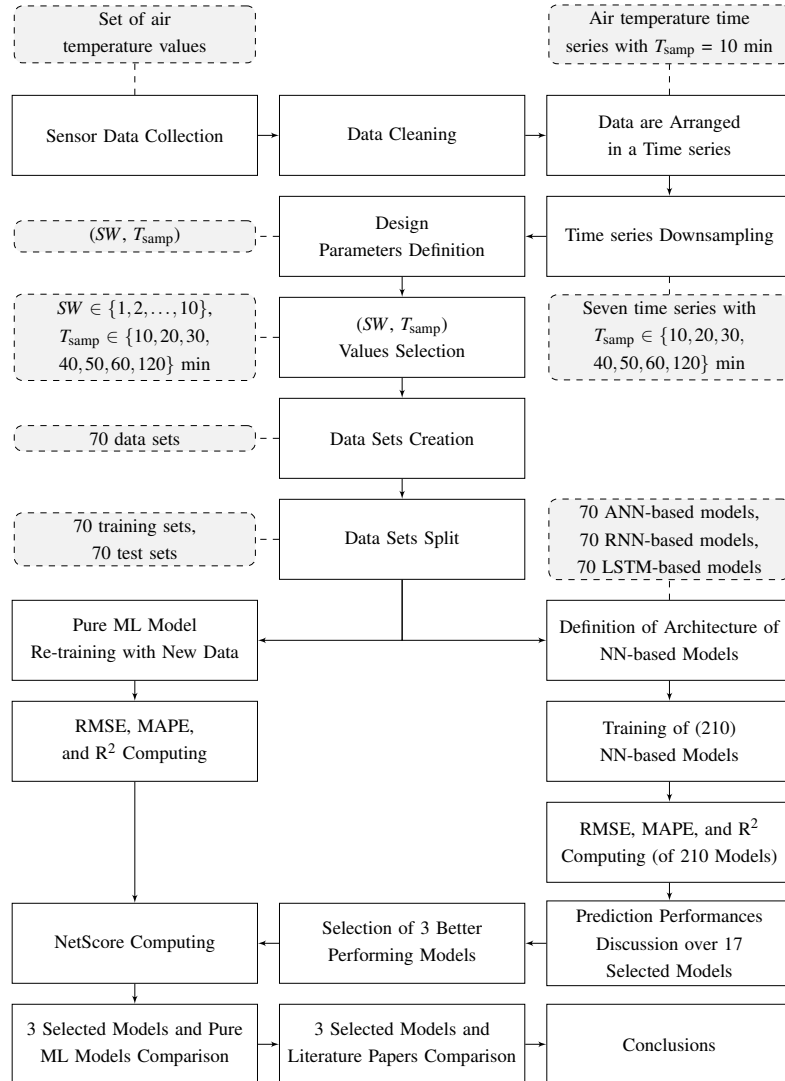 Set of air
temperature values
Air temperature time
series with T_samp = 10 min
Sensor Data Collection
Data Cleaning
Data are Arranged
in a Time series
(SW, T_samp)
Design
Parameters Definition
Time series Downsampling
SW ∈ {1, 2, ..., 10},
T_samp ∈ {10, 20, 30,
40, 50, 60, 120} min
(SW, T_samp)
Values Selection
Seven time series with
T_samp ∈ {10, 20, 30,
40, 50, 60, 120} min
70 data sets
Data Sets Creation
70 training sets,
70 test sets
Data Sets Split
70 ANN-based models,
70 RNN-based models,
70 LSTM-based models
Pure ML Model
Re-training with New Data
Definition of Architecture of
NN-based Models
RMSE, MAPE,
and R² Computing
Training of (210)
NN-based Models
RMSE, MAPE, and R²
Computing (of 210 Models)
NetScore Computing
Selection of 3 Better
Performing Models
Prediction Performances
Discussion over 17
Selected Models
3 Selected Models and Pure
ML Models Comparison
3 Selected Models and
Literature Papers Comparison
Conclusions